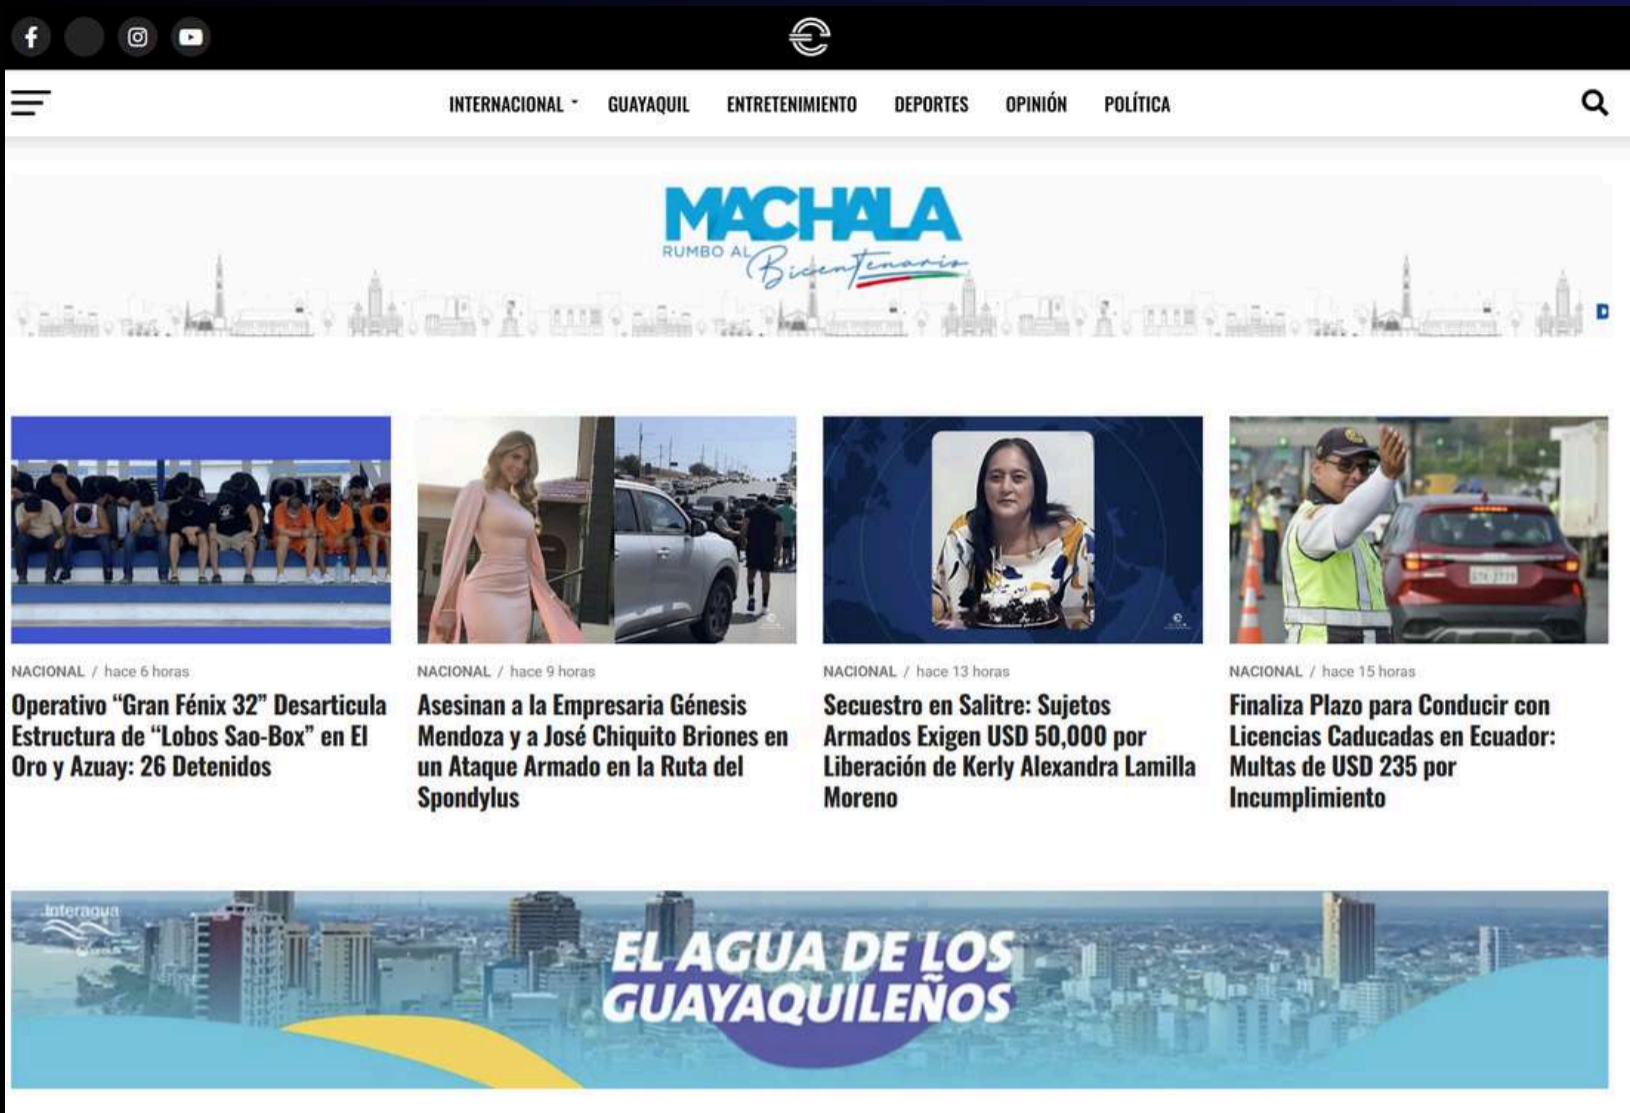 INTERNACIONAL GUAYAQUIL ENTRETENIMIENTO DEPORTES OPINIÓN POLÍTICA
MACHALA
RUMBO AL
Bicentenario
D
NACIONAL / hace 6 horas
Operativo “Gran Fénix 32” Desarticula
Estructura de “Lobos Sao-Box” en El
Oro y Azuay: 26 Detenidos
NACIONAL / hace 9 horas
Asesinan a la Empresaria Génesis
Mendoza y a José Chiquito Briones en
un Ataque Armado en la Ruta del
Spondylus
NACIONAL / hace 13 horas
Secuestro en Salitre: Sujetos
Armados Exigen USD 50,000 por
Liberación de Kerly Alexandra Lamilla
Moreno
NACIONAL / hace 15 horas
Finaliza Plazo para Conducir con
Licencias Caducadas en Ecuador:
Multas de USD 235 por
Incumplimiento
Interagua
EL AGUA DE LOS
GUAYAQUILEÑOS